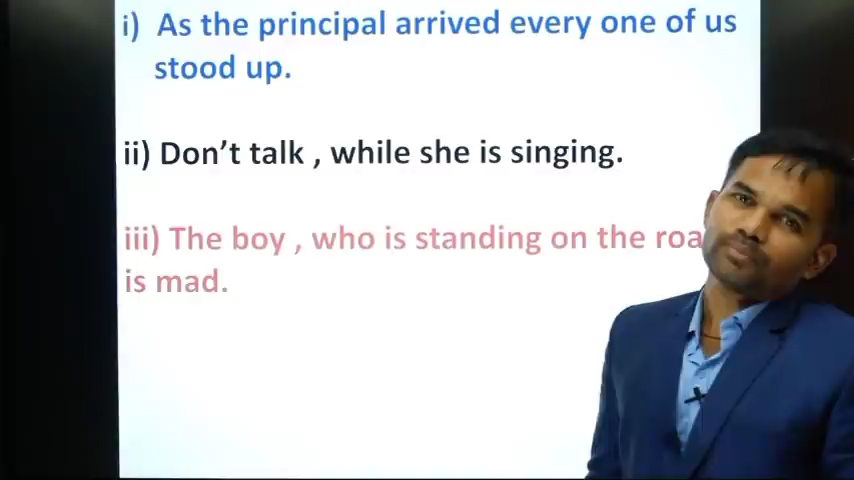 i) As the principal arrived every one of us
stood up.
ii) Don't talk , while she is singing.
iii) The boy , who is standing on the roa
is mad.